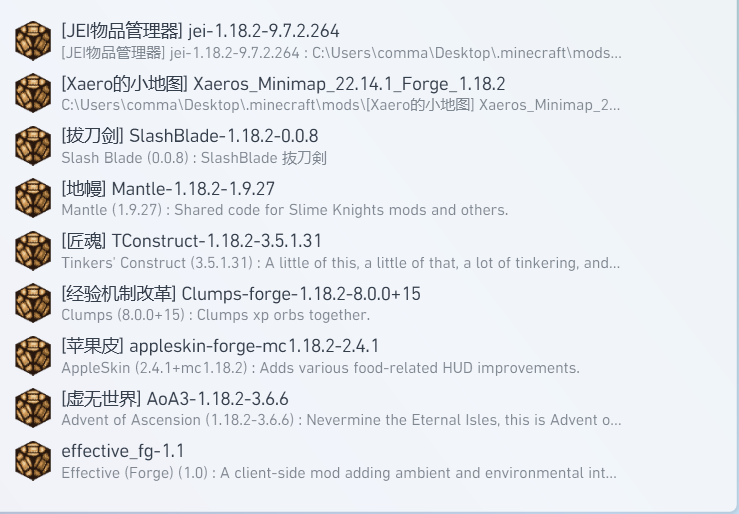 [JEI物品管理器] jei-1.18.2-9.7.2.264
[JEI物品管理器] jei-1.18.2-9.7.2.264 : C:\Users\comma\Desktop\.minecraft\mods...
[Xaero的小地图] Xaeros_Minimap_22.14.1_Forge_1.18.2
C:\Users\comma\Desktop\.minecraft\mods\[Xaero的小地图] Xaeros_Minimap_2...
[拔刀剑] SlashBlade-1.18.2-0.0.8
Slash Blade (0.0.8) : SlashBlade 抜刀剣
[地幔] Mantle-1.18.2-1.9.27
Mantle (1.9.27) : Shared code for Slime Knights mods and others.
[匠魂] TConstruct-1.18.2-3.5.1.31
Tinkers' Construct (3.5.1.31) : A little of this, a little of that, a lot of tinkering, and...
[经验机制改革] Clumps-forge-1.18.2-8.0.0+15
Clumps (8.0.0+15) : Clumps xp orbs together.
[苹果皮] appleskin-forge-mc1.18.2-2.4.1
AppleSkin (2.4.1+mc1.18.2) : Adds various food-related HUD improvements.
[虚无世界] AoA3-1.18.2-3.6.6
Advent of Ascension (1.18.2-3.6.6) : Nevermine the Eternal Isles, this is Advent o...
effective_fg-1.1
Effective (Forge) (1.0) : A client-side mod adding ambient and environmental int...